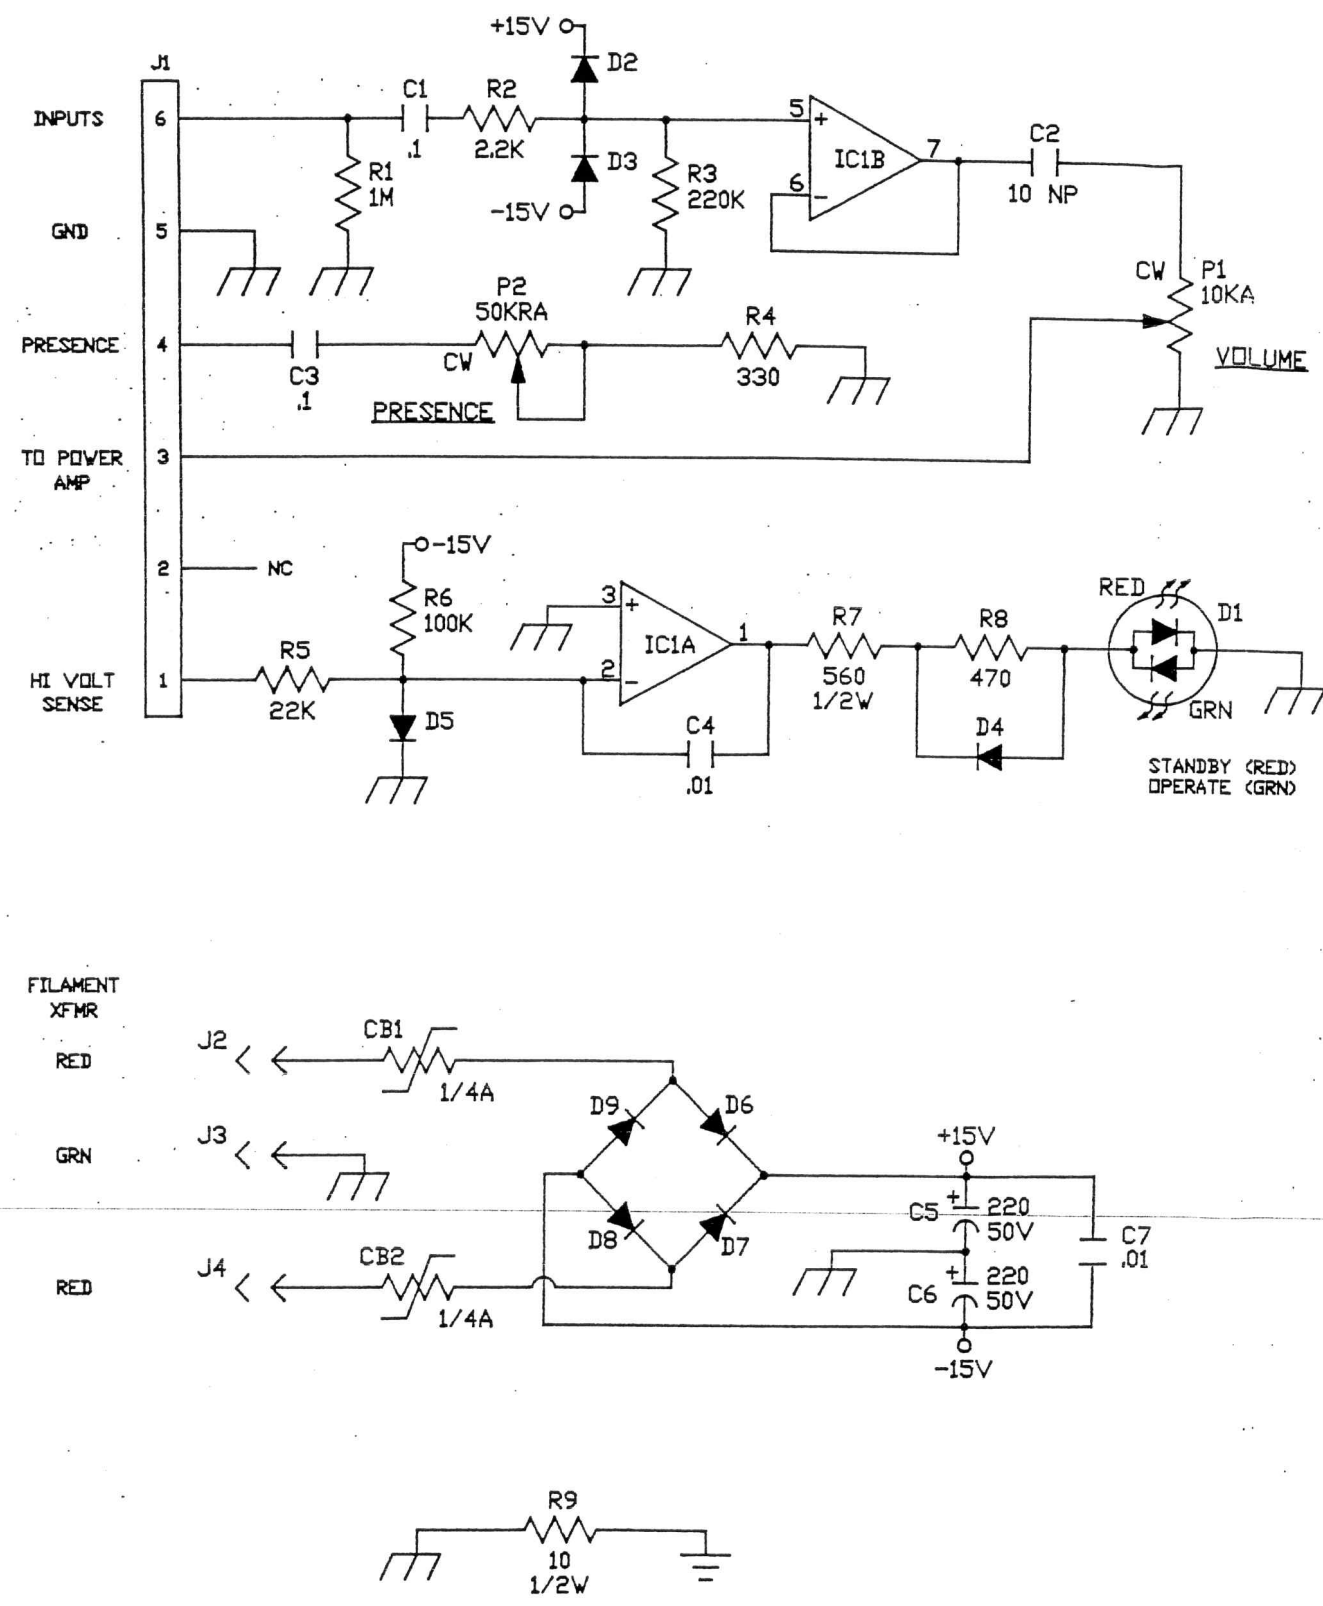 +15V
D2
J1
C1
R2
INPUTS
6
.1
2.2K
5
+
IC1B
7
C2
10 NP
D3
R1
1M
R3
220K
6
-
-15V
GND
5
P2
50KRA
CW
P1
10KA
VOLUME
PRESENCE
4
C3
.1
CW
PRESENCE
R4
330
TO POWER
AMP
3
-15V
2
NC
R6
100K
3
+
IC1A
1
R7
560
1/2W
R8
470
RED
D1
GRN
HI VOLT
SENSE
1
R5
22K
2
-
D5
C4
.01
D4
STANDBY (RED)
OPERATE (GRN)
FILAMENT
XFMR
RED
J2
CB1
1/4A
D9
D6
GRN
J3
+15V
+
C5
220
50V
C7
.01
D8
D7
RED
J4
CB2
1/4A
+
C6
220
50V
-15V
R9
10
1/2W